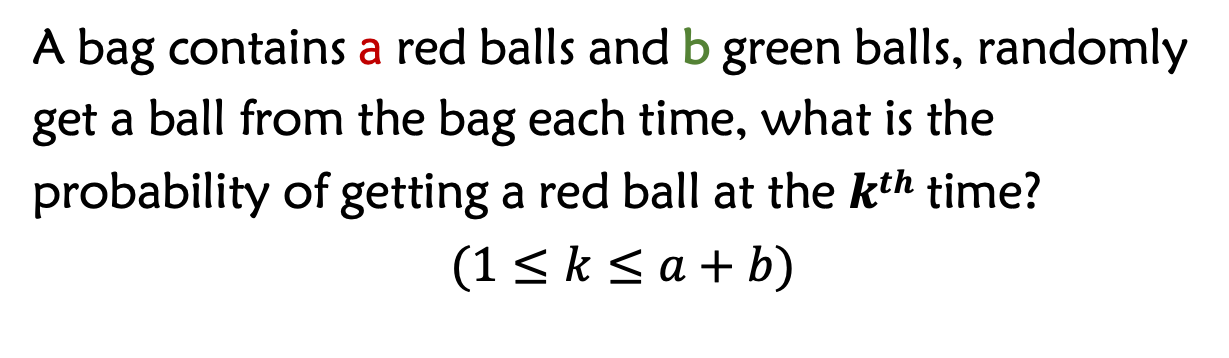 A bag contains a red balls and b green balls, randomly
get a ball from the bag each time, what is the
probability of getting a red ball at the kᵗʰ time?
(1 ≤ k ≤ a + b)